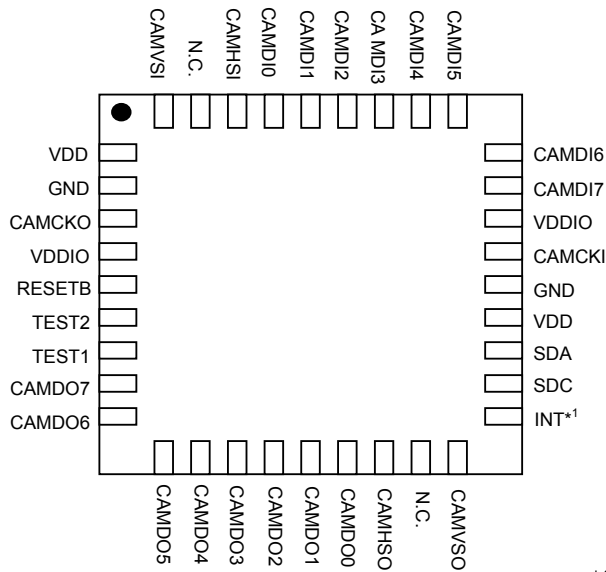 CAMVSI
N.C.
CAMHSI
CAMDI0
CAMDI1
CAMDI2
CA MDI3
CAMDI4
CAMDI5
VDD
GND
CAMCKO
VDDIO
RESETB
TEST2
TEST1
CAMDO7
CAMDO6
CAMDI6
CAMDI7
VDDIO
CAMCKI
GND
VDD
SDA
SDC
INT*1
CAMDO5
CAMDO4
CAMDO3
CAMDO2
CAMDO1
CAMDO0
CAMHSO
N.C.
CAMVSO